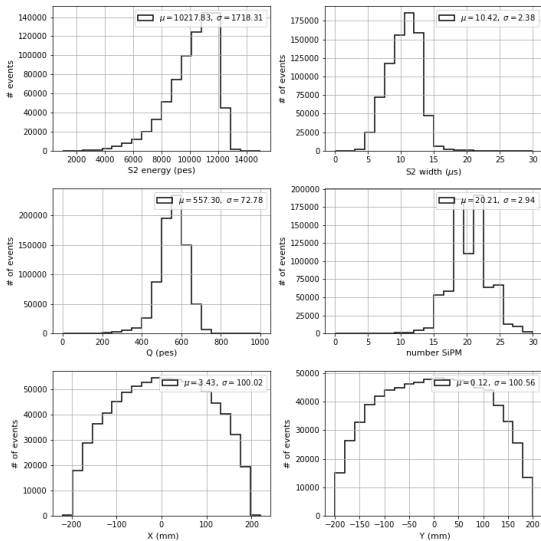 μ = 10217.83, σ = 1718.31
140000
120000
100000
80000
60000
40000
20000
0
# events
2000 4000 6000 8000 10000 12000 14000
S2 energy (pes)
μ = 10.42, σ = 2.38
175000
150000
125000
100000
75000
50000
25000
0
# of events
0 5 10 15 20 25 30
S2 width (μs)
μ = 557.30, σ = 72.78
200000
150000
100000
50000
0
# of events
0 200 400 600 800 1000
Q (pes)
μ = 20.21, σ = 2.94
200000
175000
150000
125000
100000
75000
50000
25000
0
# of events
0 5 10 15 20 25 30
number SiPM
μ = 3.43, σ = 100.02
50000
40000
30000
20000
10000
0
# of events
−200 −100 0 100 200
X (mm)
μ = 0.12, σ = 100.56
50000
40000
30000
20000
10000
0
# of events
−200 −150 −100 −50 0 50 100 150 200
Y (mm)